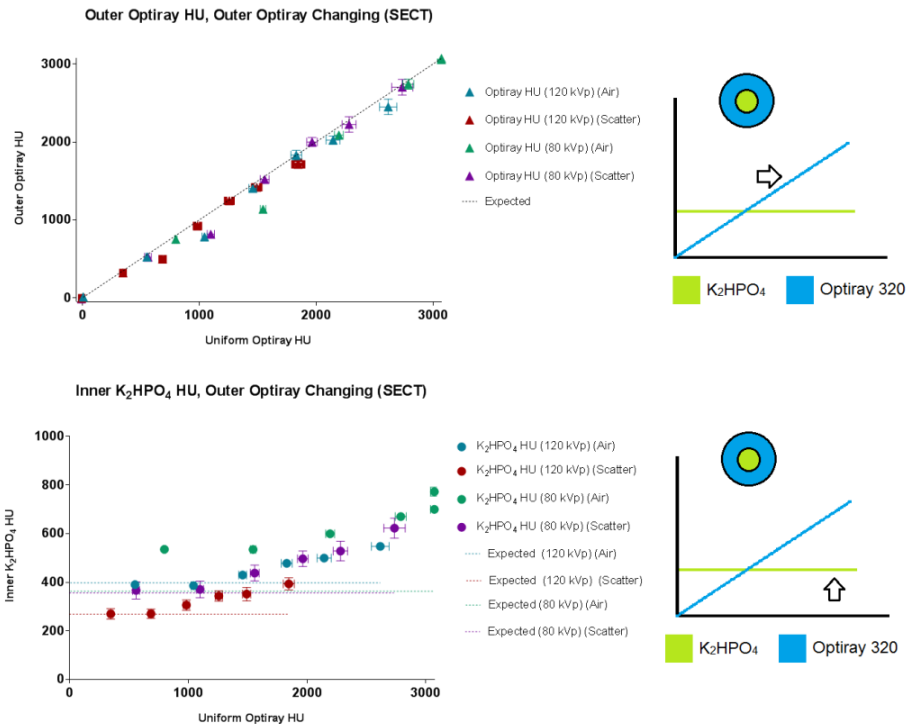 Outer Optiray HU, Outer Optiray Changing (SECT)
3000
2000
1000
0
Outer Optiray HU
0 1000 2000 3000
Uniform Optiray HU
Optiray HU (120 kVp) (Air)
Optiray HU (120 kVp) (Scatter)
Optiray HU (80 kVp) (Air)
Optiray HU (80 kVp) (Scatter)
Expected
K₂HPO₄ Optiray 320
Inner K₂HPO₄ HU, Outer Optiray Changing (SECT)
1000
800
600
400
200
0
Inner K₂HPO₄ HU
0 1000 2000 3000
Uniform Optiray HU
K₂HPO₄ HU (120 kVp) (Air)
K₂HPO₄ HU (120 kVp) (Scatter)
K₂HPO₄ HU (80 kVp) (Air)
K₂HPO₄ HU (80 kVp) (Scatter)
Expected (120 kVp) (Air)
Expected (120 kVp) (Scatter)
Expected (80 kVp) (Air)
Expected (80 kVp) (Scatter)
K₂HPO₄ Optiray 320